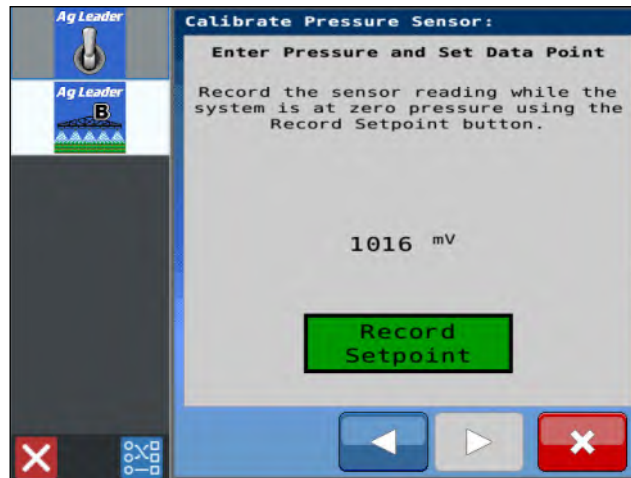 Ag Leader
Ag Leader
B
Calibrate Pressure Sensor:
Enter Pressure and Set Data Point
Record the sensor reading while the
system is at zero pressure using the
Record Setpoint button.
1016 mV
Record
Setpoint